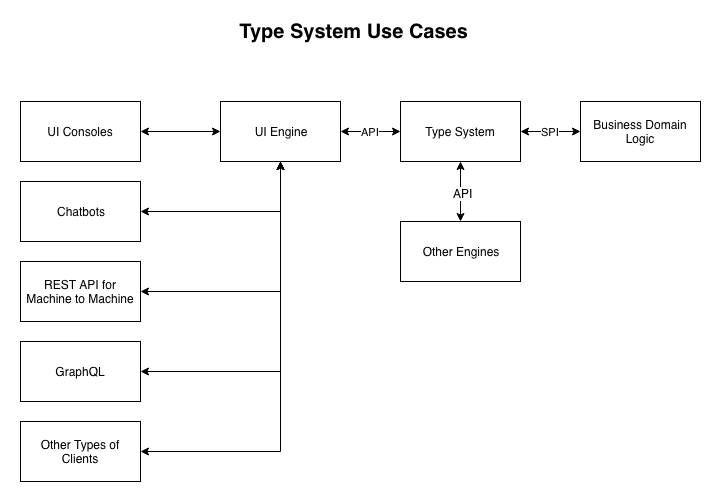 Type System Use Cases
UI Consoles
UI Engine
API
Type System
SPI
Business Domain
Logic
Chatbots
API
Other Engines
REST API for
Machine to Machine
GraphQL
Other Types of
Clients